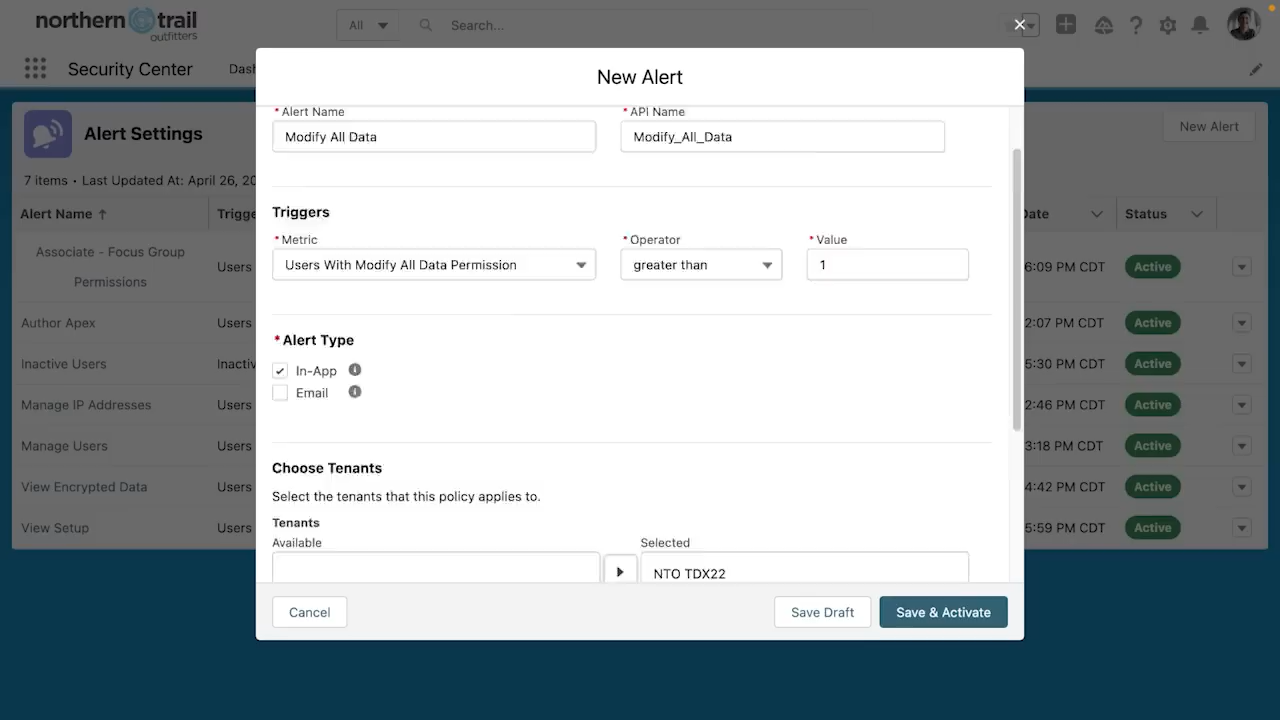 northern trail
outfitters
All
Search...
Security Center
Dash
New Alert
Alert Settings
New Alert
7 items • Last Updated At: April 26, 20
Alert Name
Trigge
Date
Status
Associate - Focus Group
Permissions
Users
6:09 PM CDT
Active
Author Apex
Users
2:07 PM CDT
Active
Inactive Users
Inactiv
5:30 PM CDT
Active
Manage IP Addresses
Users
2:46 PM CDT
Active
Manage Users
Users
3:18 PM CDT
Active
View Encrypted Data
Users
4:42 PM CDT
Active
View Setup
Users
5:59 PM CDT
Active
* Alert Name
* API Name
Modify All Data
Modify_All_Data
Triggers
* Metric
* Operator
* Value
Users With Modify All Data Permission
greater than
1
* Alert Type
In-App
Email
Choose Tenants
Select the tenants that this policy applies to.
Tenants
Available
Selected
NTO TDX22
Cancel
Save Draft
Save & Activate